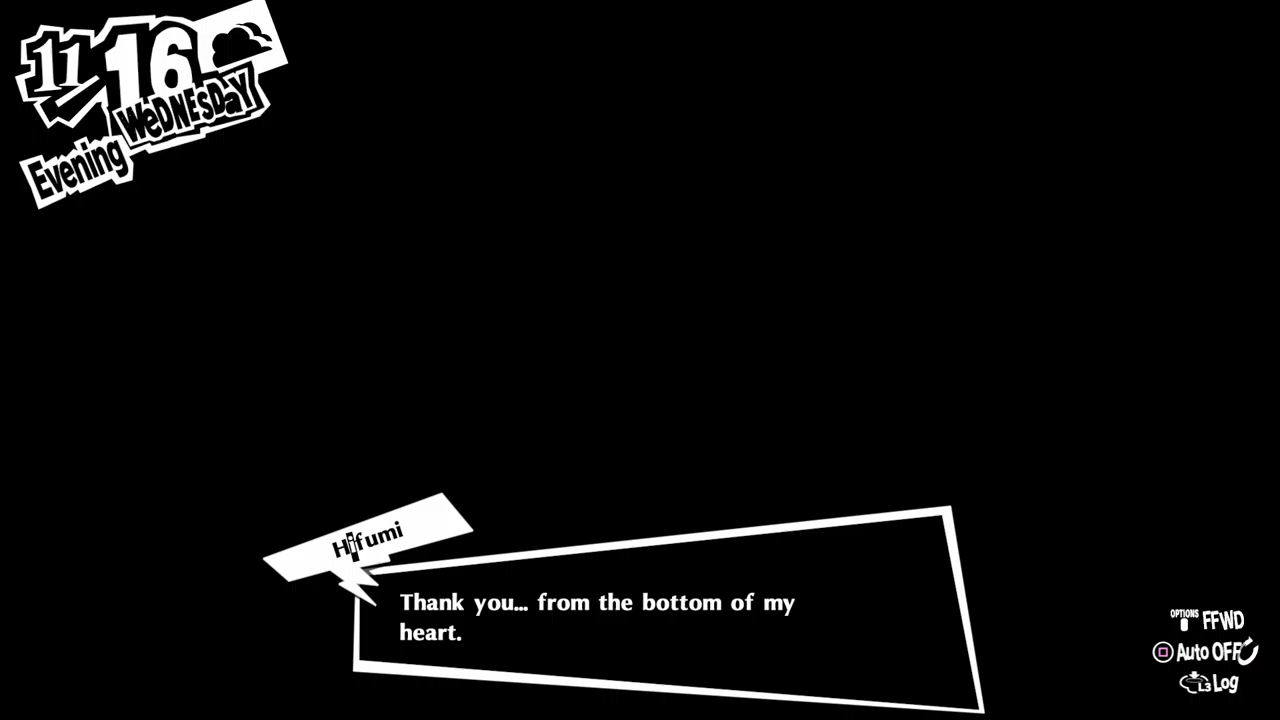 11
16
WeDNESDaY
Evening
Hifumi
Thank you... from the bottom of my
heart.
OPTIONS FFWD
Auto OFF
L3 Log